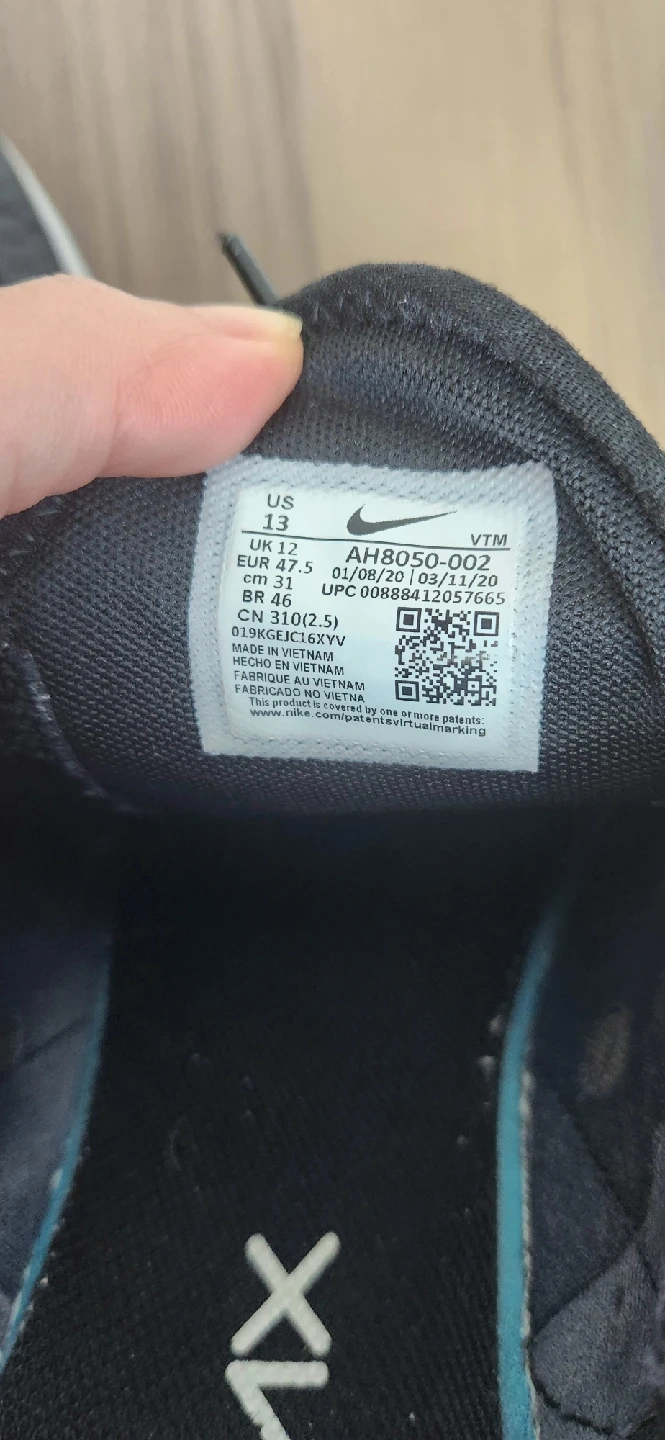 US
13
VTM
UK 12
AH8050-002
EUR 47.5
01/08/20 | 03/11/20
cm 31
UPC 00888412057665
BR 46
CN 310(2.5)
019KGEJC16XYV
MADE IN VIETNAM
HECHO EN VIETNAM
FABRIQUE AU VIETNAM
FABRICADO NO VIETNA
This product is covered by one or more patents:
www.nike.com/patentsvirtualmarking